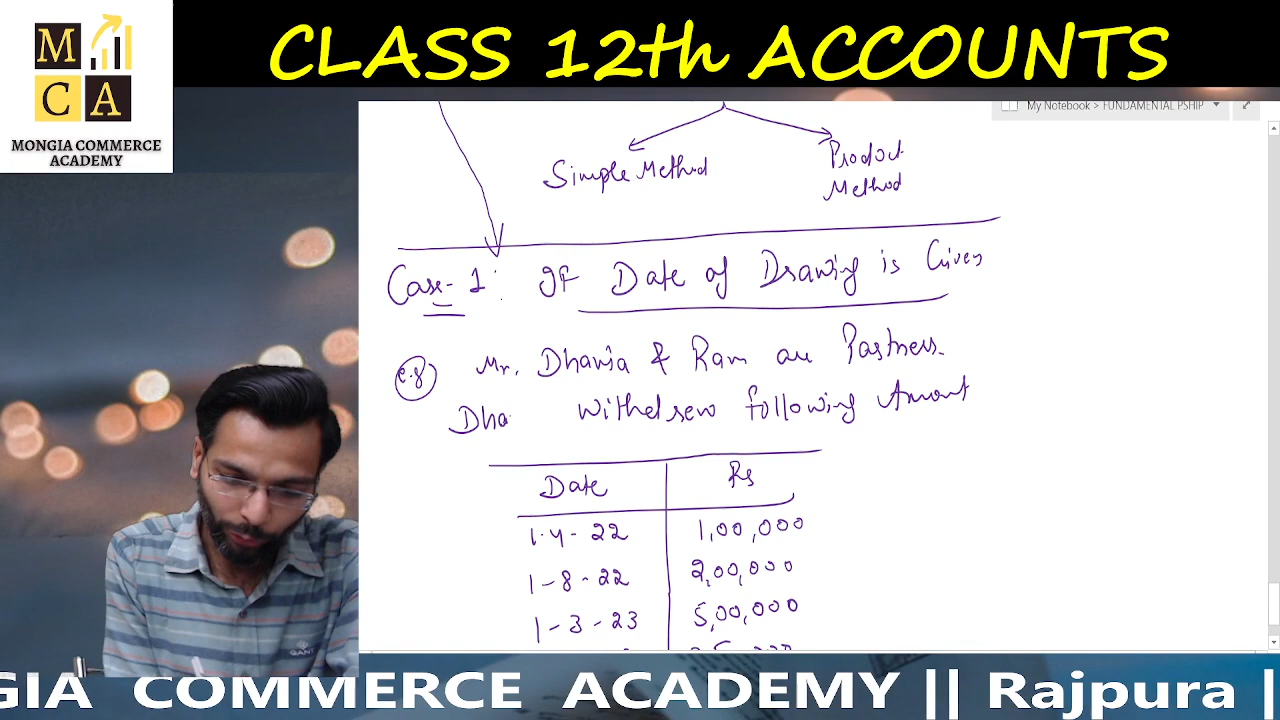 CLASS 12th ACCOUNTS
M
C A
MONGIA COMMERCE
ACADEMY
My Notebook > FUNDAMENTAL PSHIP
Simple Method
Product
Method
Case-1: If Date of Drawing is Given
e.g Mr. Dhawia & Ram are Partners.
Dha withdrew following Amount
Date Rs
1-4-22 1,00,000
1-8-22 2,00,000
1-3-23 5,00,000
GIA COMMERCE ACADEMY || Rajpura |